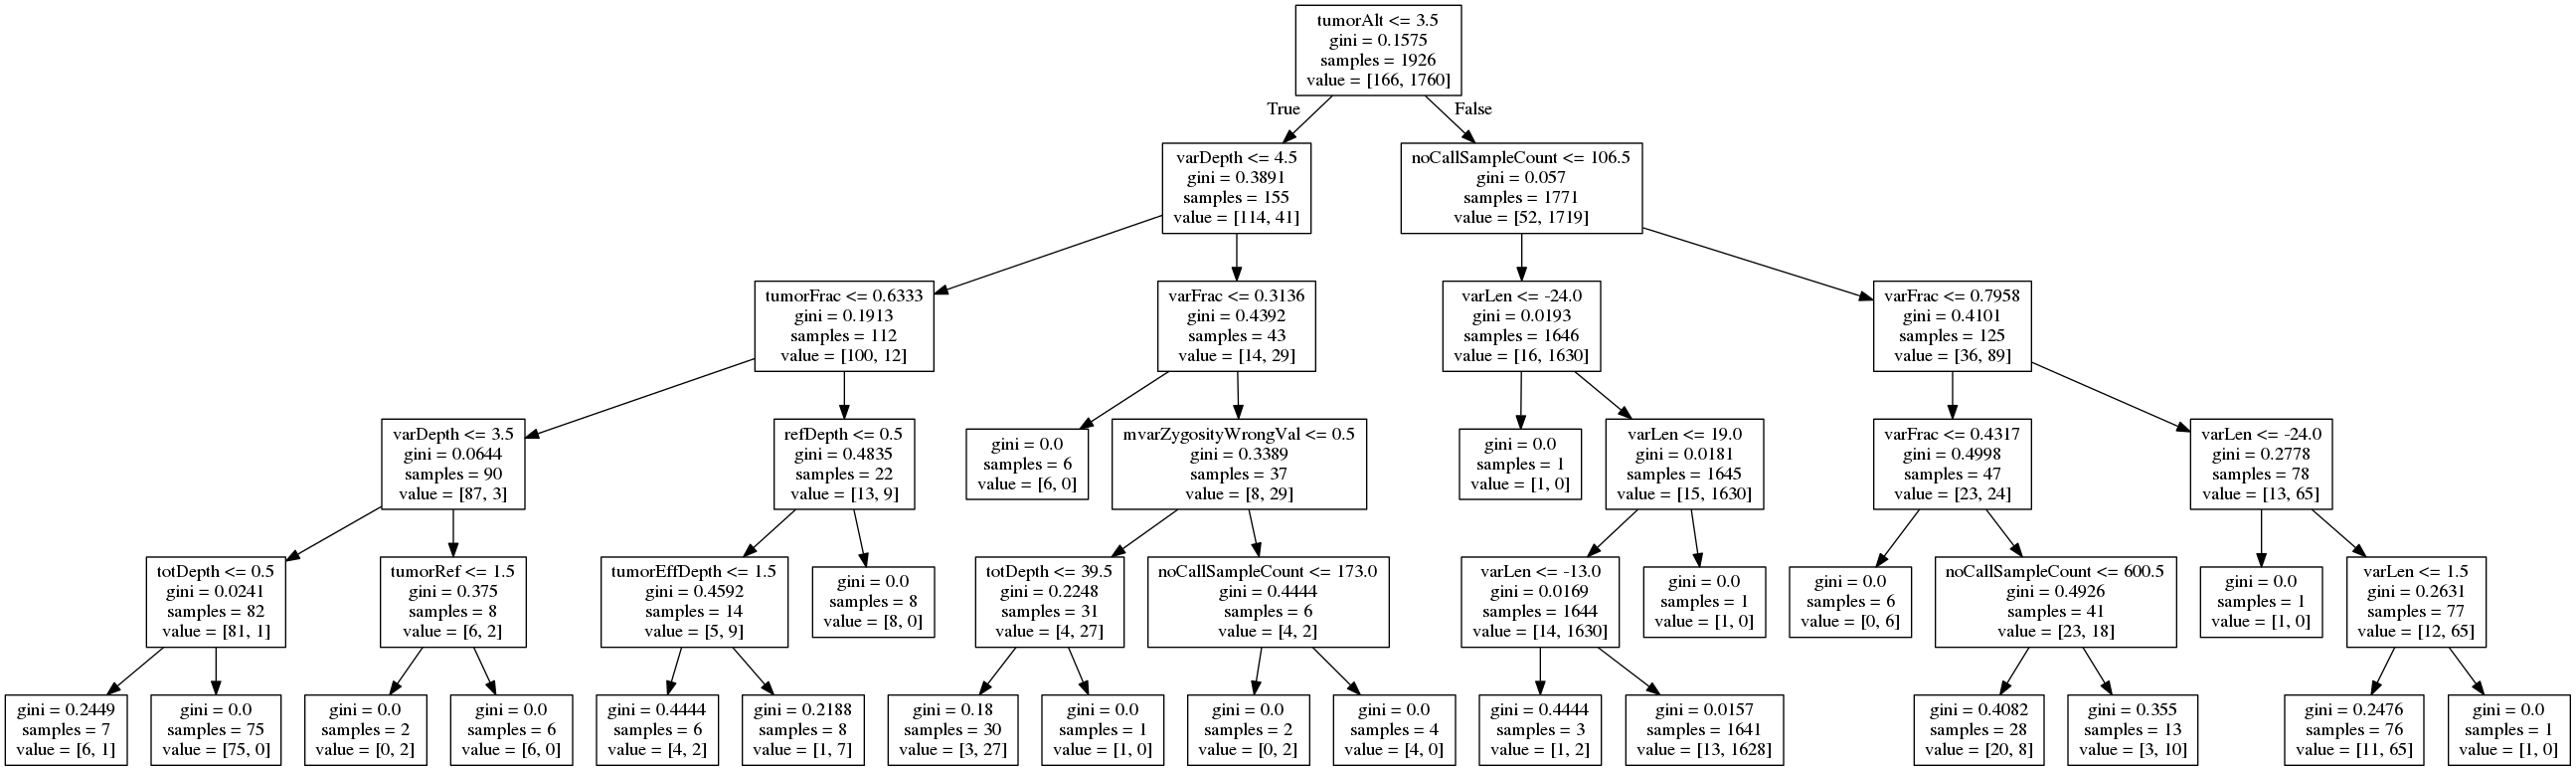 tumorAlt <= 3.5
gini = 0.1575
samples = 1926
value = [166, 1760]
True
False
varDepth <= 4.5
gini = 0.3891
samples = 155
value = [114, 41]
noCallSampleCount <= 106.5
gini = 0.057
samples = 1771
value = [52, 1719]
tumorFrac <= 0.6333
gini = 0.1913
samples = 112
value = [100, 12]
varFrac <= 0.3136
gini = 0.4392
samples = 43
value = [14, 29]
varLen <= -24.0
gini = 0.0193
samples = 1646
value = [16, 1630]
varFrac <= 0.7958
gini = 0.4101
samples = 125
value = [36, 89]
varDepth <= 3.5
gini = 0.0644
samples = 90
value = [87, 3]
refDepth <= 0.5
gini = 0.4835
samples = 22
value = [13, 9]
gini = 0.0
samples = 6
value = [6, 0]
mvarZygosityWrongVal <= 0.5
gini = 0.3389
samples = 37
value = [8, 29]
gini = 0.0
samples = 1
value = [1, 0]
varLen <= 19.0
gini = 0.0181
samples = 1645
value = [15, 1630]
varFrac <= 0.4317
gini = 0.4998
samples = 47
value = [23, 24]
varLen <= -24.0
gini = 0.2778
samples = 78
value = [13, 65]
totDepth <= 0.5
gini = 0.0241
samples = 82
value = [81, 1]
tumorRef <= 1.5
gini = 0.375
samples = 8
value = [6, 2]
tumorEffDepth <= 1.5
gini = 0.4592
samples = 14
value = [5, 9]
gini = 0.0
samples = 8
value = [8, 0]
totDepth <= 39.5
gini = 0.2248
samples = 31
value = [4, 27]
noCallSampleCount <= 173.0
gini = 0.4444
samples = 6
value = [4, 2]
varLen <= -13.0
gini = 0.0169
samples = 1644
value = [14, 1630]
gini = 0.0
samples = 1
value = [1, 0]
gini = 0.0
samples = 6
value = [0, 6]
noCallSampleCount <= 600.5
gini = 0.4926
samples = 41
value = [23, 18]
gini = 0.0
samples = 1
value = [1, 0]
varLen <= 1.5
gini = 0.2631
samples = 77
value = [12, 65]
gini = 0.2449
samples = 7
value = [6, 1]
gini = 0.0
samples = 75
value = [75, 0]
gini = 0.0
samples = 2
value = [0, 2]
gini = 0.0
samples = 6
value = [6, 0]
gini = 0.4444
samples = 6
value = [4, 2]
gini = 0.2188
samples = 8
value = [1, 7]
gini = 0.18
samples = 30
value = [3, 27]
gini = 0.0
samples = 1
value = [1, 0]
gini = 0.0
samples = 2
value = [0, 2]
gini = 0.0
samples = 4
value = [4, 0]
gini = 0.4444
samples = 3
value = [1, 2]
gini = 0.0157
samples = 1641
value = [13, 1628]
gini = 0.4082
samples = 28
value = [20, 8]
gini = 0.355
samples = 13
value = [3, 10]
gini = 0.2476
samples = 76
value = [11, 65]
gini = 0.0
samples = 1
value = [1, 0]